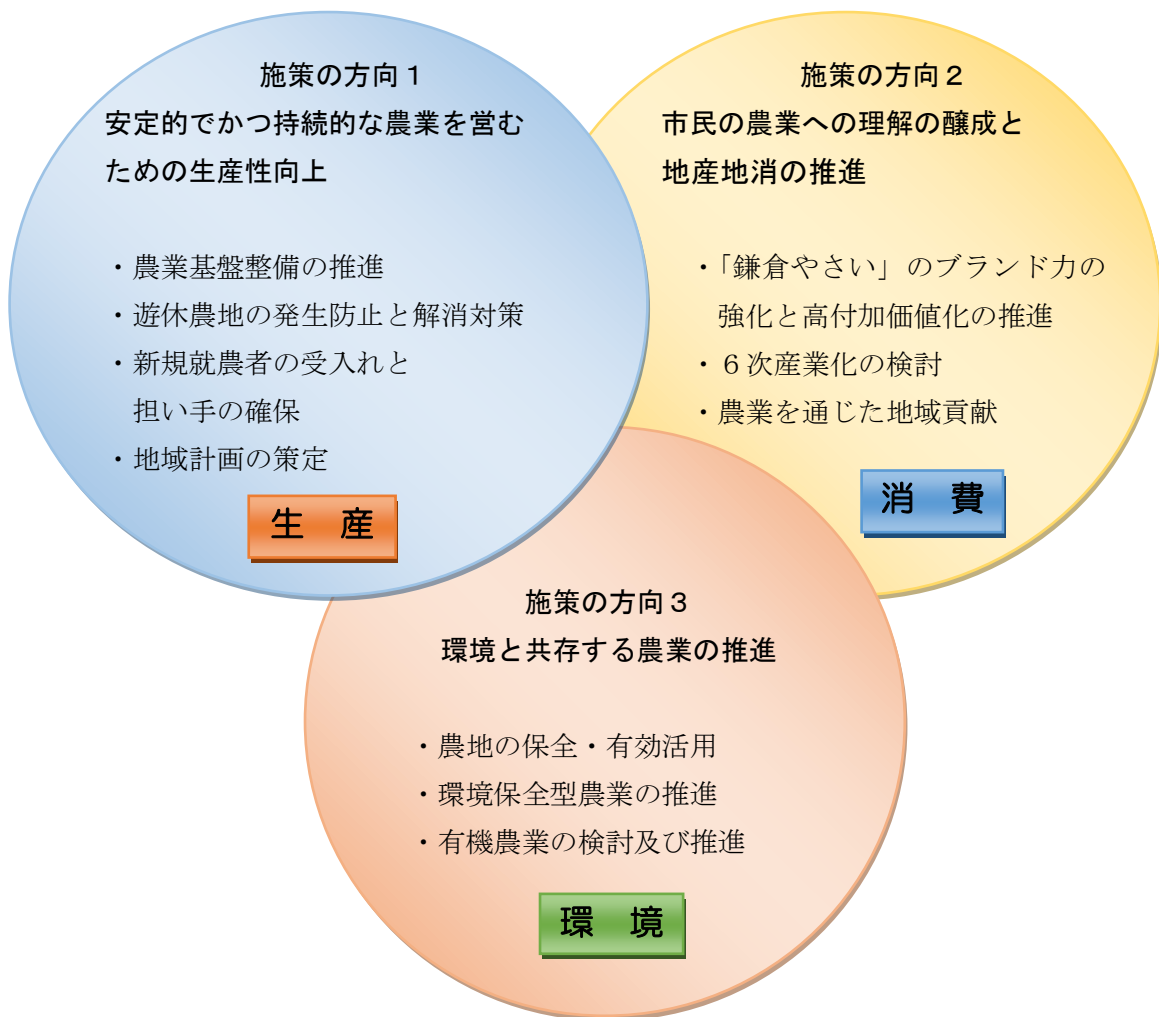 施策の方向１
安定的でかつ持続的な農業を営む
ための生産性向上
・農業基盤整備の推進
・遊休農地の発生防止と解消対策
・新規就農者の受入れと
担い手の確保
・地域計画の策定
生　産
施策の方向２
市民の農業への理解の醸成と
地産地消の推進
・「鎌倉やさい」のブランド力の
強化と高付加価値化の推進
・６次産業化の検討
・農業を通じた地域貢献
消　費
施策の方向３
環境と共存する農業の推進
・農地の保全・有効活用
・環境保全型農業の推進
・有機農業の検討及び推進
環　境